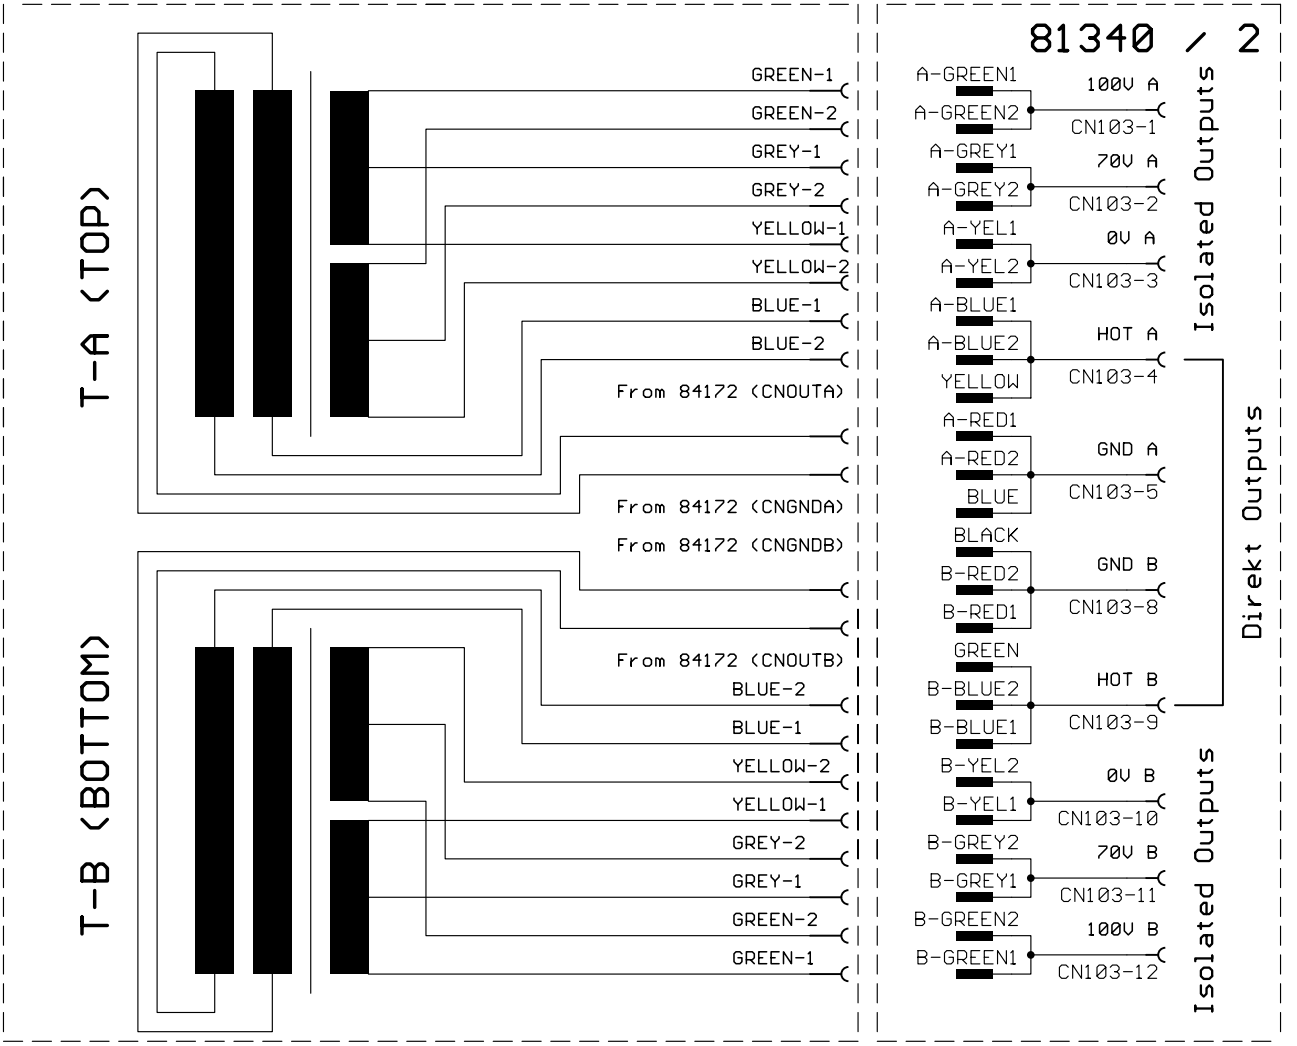 81340 / 2
T-A (TOP)
GREEN-1
GREEN-2
GREY-1
GREY-2
YELLOW-1
YELLOW-2
BLUE-1
BLUE-2
From 84172 (CNOUTA)
From 84172 (CNGNDA)
T-B (BOTTOM)
From 84172 (CNGNDB)
From 84172 (CNOUTB)
BLUE-2
BLUE-1
YELLOW-2
YELLOW-1
GREY-2
GREY-1
GREEN-2
GREEN-1
A-GREEN1
A-GREEN2
A-GREY1
A-GREY2
A-YEL1
A-YEL2
A-BLUE1
A-BLUE2
YELLOW
A-RED1
A-RED2
BLUE
BLACK
B-RED2
B-RED1
GREEN
B-BLUE2
B-BLUE1
B-YEL2
B-YEL1
B-GREY2
B-GREY1
B-GREEN2
B-GREEN1
100V A
CN103-1
70V A
CN103-2
0V A
CN103-3
HOT A
CN103-4
GND A
CN103-5
GND B
CN103-8
HOT B
CN103-9
0V B
CN103-10
70V B
CN103-11
100V B
CN103-12
Isolated Outputs
Direkt Outputs
Isolated Outputs